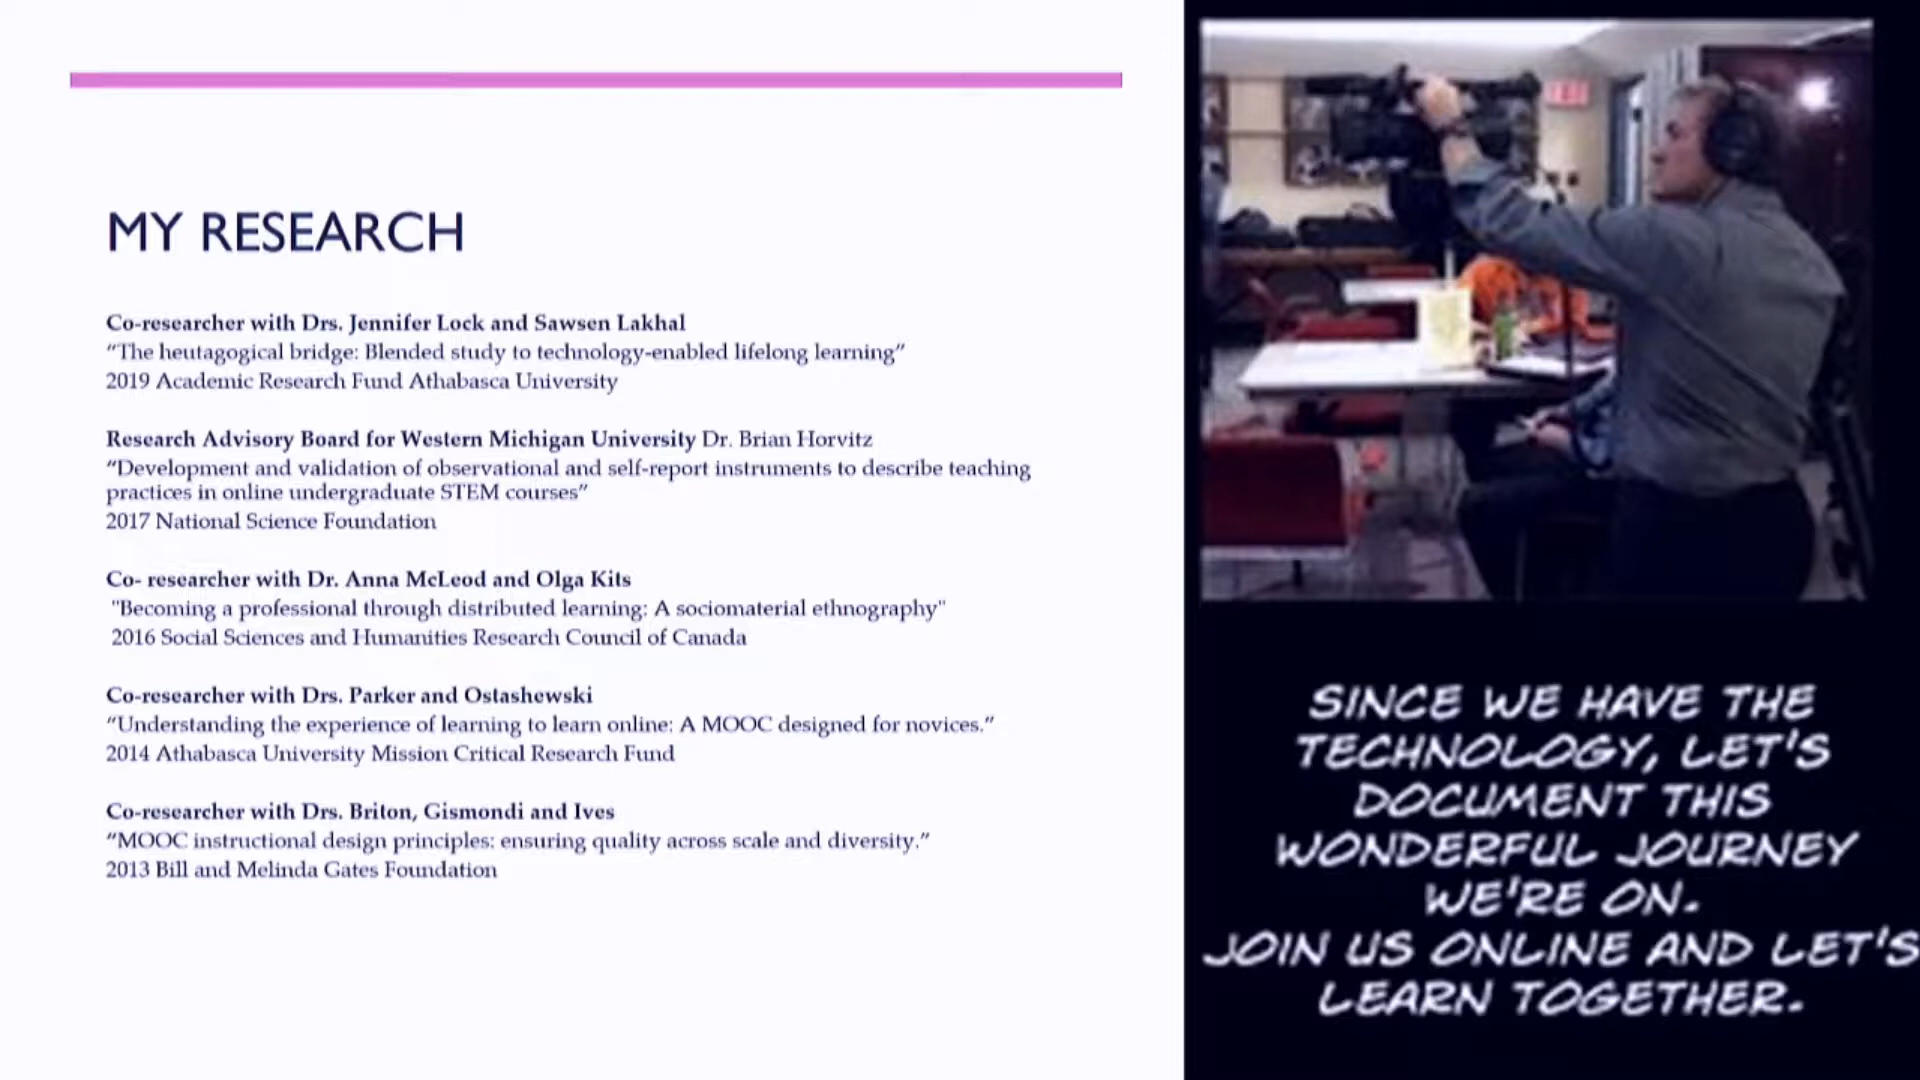 MY RESEARCH
Co-researcher with Drs. Jennifer Lock and Sawsen Lakhal
“The heutagogical bridge: Blended study to technology-enabled lifelong learning”
2019 Academic Research Fund Athabasca University
Research Advisory Board for Western Michigan University Dr. Brian Horvitz
“Development and validation of observational and self-report instruments to describe teaching
practices in online undergraduate STEM courses”
2017 National Science Foundation
Co- researcher with Dr. Anna McLeod and Olga Kits
"Becoming a professional through distributed learning: A sociomaterial ethnography"
2016 Social Sciences and Humanities Research Council of Canada
Co-researcher with Drs. Parker and Ostashewski
“Understanding the experience of learning to learn online: A MOOC designed for novices.”
2014 Athabasca University Mission Critical Research Fund
Co-researcher with Drs. Briton, Gismondi and Ives
“MOOC instructional design principles: ensuring quality across scale and diversity.”
2013 Bill and Melinda Gates Foundation
SINCE WE HAVE THE
TECHNOLOGY, LET'S
DOCUMENT THIS
WONDERFUL JOURNEY
WE'RE ON.
JOIN US ONLINE AND LET'S
LEARN TOGETHER.